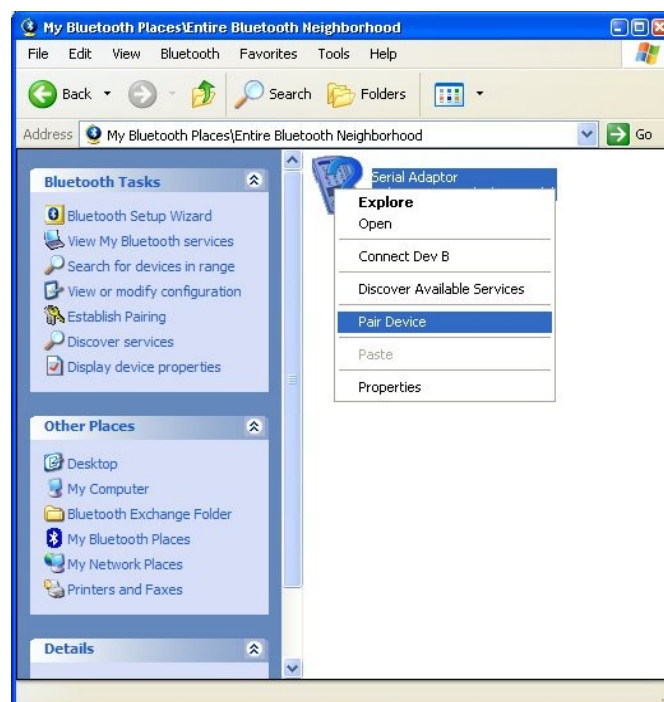 My Bluetooth Places\Entire Bluetooth Neighborhood
File Edit View Bluetooth Favorites Tools Help
Back Search Folders
Address My Bluetooth Places\Entire Bluetooth Neighborhood Go
Bluetooth Tasks
Bluetooth Setup Wizard
View My Bluetooth services
Search for devices in range
View or modify configuration
Establish Pairing
Discover services
Display device properties
Other Places
Desktop
My Computer
Bluetooth Exchange Folder
My Bluetooth Places
My Network Places
Printers and Faxes
Details
Serial Adaptor
Explore
Open
Connect Dev B
Discover Available Services
Pair Device
Paste
Properties